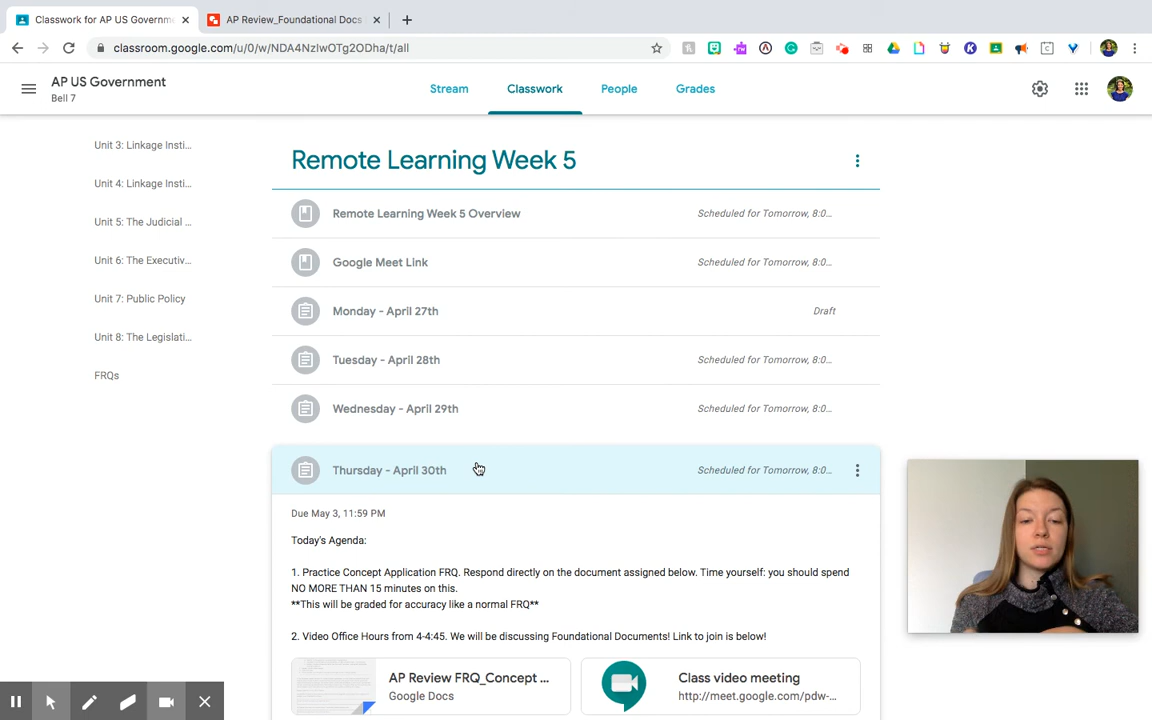 Classwork for AP US Governm
AP Review_Foundational Docs
classroom.google.com/u/0/w/NDA4NzIwOTg2ODha/t/all
AP US Government
Bell 7
Stream
Classwork
People
Grades
Unit 3: Linkage Insti...
Unit 4: Linkage Insti...
Unit 5: The Judicial ...
Unit 6: The Executiv...
Unit 7: Public Policy
Unit 8: The Legislati...
FRQs
Remote Learning Week 5
Remote Learning Week 5 Overview
Scheduled for Tomorrow, 8:0...
Google Meet Link
Scheduled for Tomorrow, 8:0...
Monday - April 27th
Draft
Tuesday - April 28th
Scheduled for Tomorrow, 8:0...
Wednesday - April 29th
Scheduled for Tomorrow, 8:0...
Thursday - April 30th
Scheduled for Tomorrow, 8:0...
Due May 3, 11:59 PM
Today's Agenda:
1. Practice Concept Application FRQ. Respond directly on the document assigned below. Time yourself: you should spend
NO MORE THAN 15 minutes on this.
**This will be graded for accuracy like a normal FRQ**
2. Video Office Hours from 4-4:45. We will be discussing Foundational Documents! Link to join is below!
AP Review FRQ_Concept ...
Google Docs
Class video meeting
http://meet.google.com/pdw-...